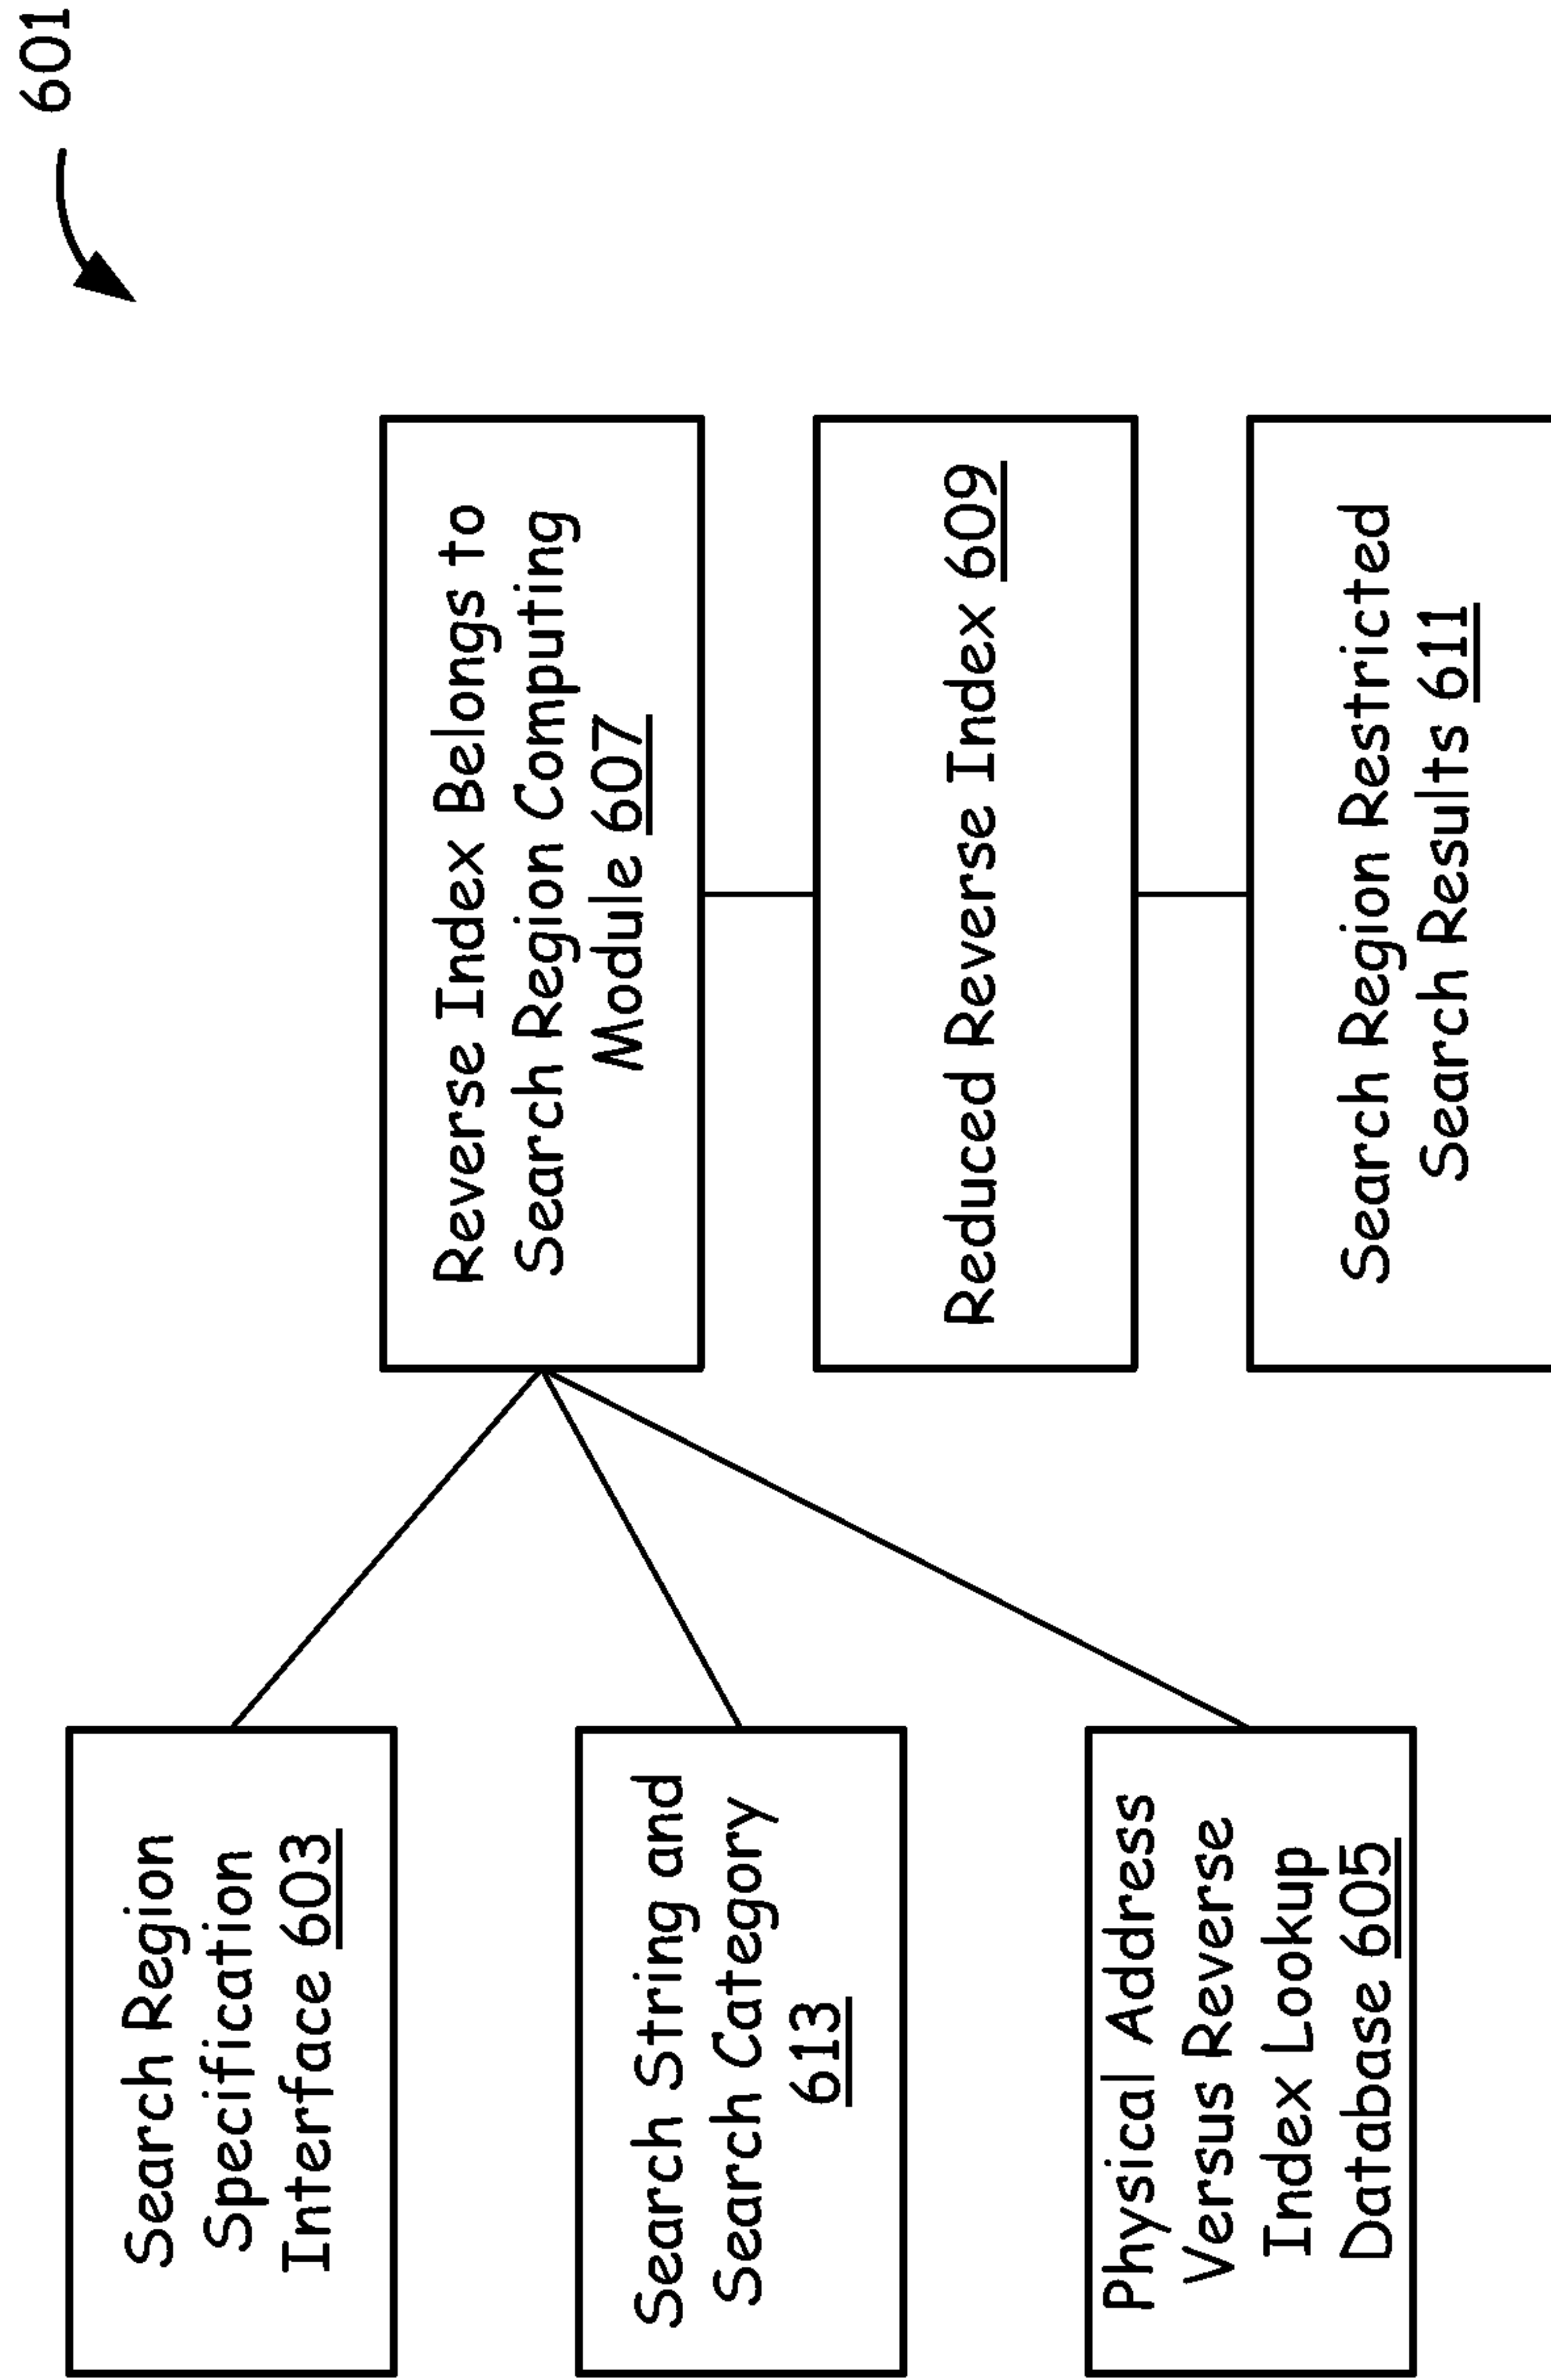 601
Search Region
Specification
Interface 603
Search String and
Search Category
613
Physical Address
Versus Reverse
Index Lookup
Database 605
Reverse Index Belongs to
Search Region Computing
Module 607
Reduced Reverse Index 609
Search Region Restricted
Search Results 611